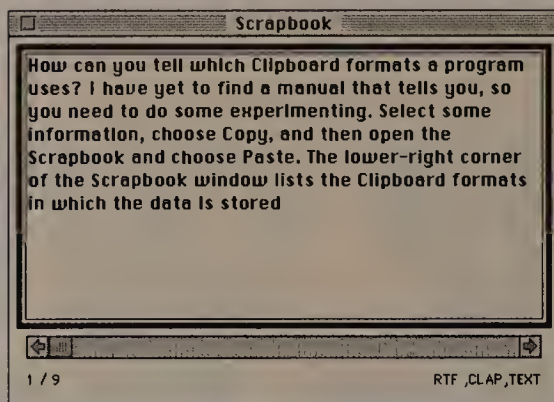 Scrapbook
How can you tell which Clipboard formats a program
uses? I have yet to find a manual that tells you, so
you need to do some experimenting. Select some
information, choose Copy, and then open the
Scrapbook and choose Paste. The lower-right corner
of the Scrapbook window lists the Clipboard formats
in which the data is stored
1 / 9
RTF ,CLAP,TEXT